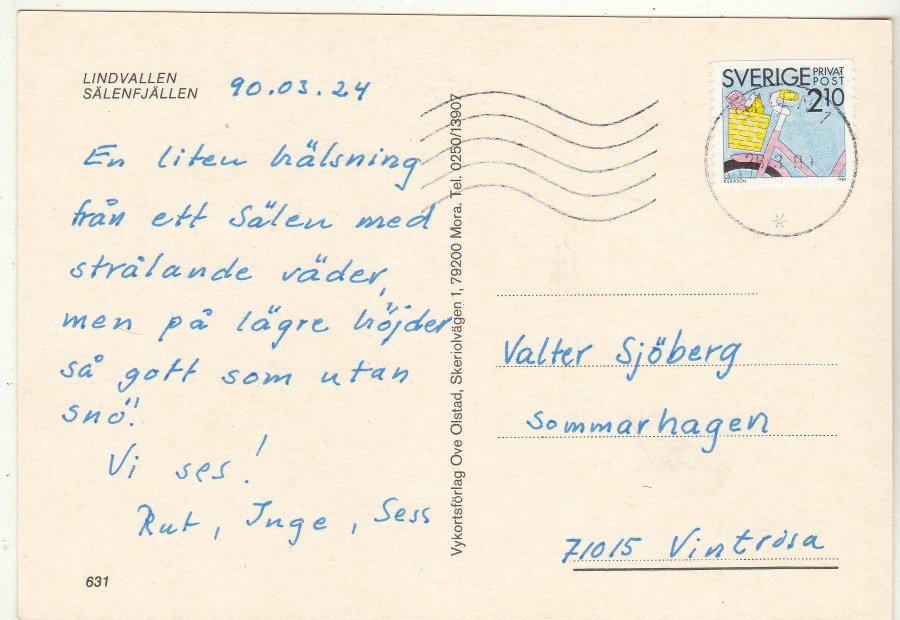 LINDVALLEN
SÄLENFJÄLLEN
90.03.24
En liten hälsning
från ett Sälen med
strålande väder,
men på lägre höjder
så gott som utan
snö!
Vi ses!
Rut, Inge, Sess
631
Vykortsförlag Ove Olstad, Skeriolvägen 1, 79200 Mora. Tel. 0250/13907
SVERIGE PRIVAT
POST
2.10
Valter Sjöberg
Sommarhagen
71015 Vintrosa